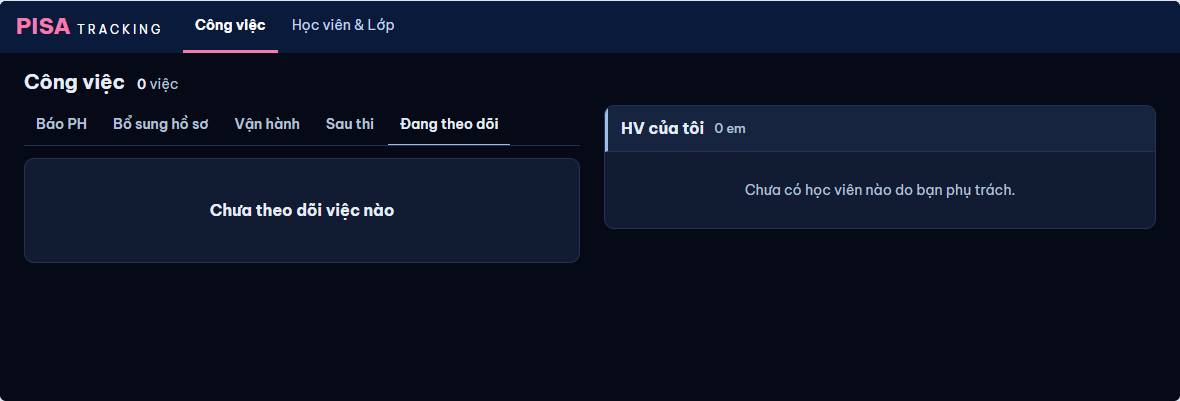 PISA TRACKING Công việc Học viên & Lớp
Công việc 0 việc
Báo PH Bổ sung hồ sơ Vận hành Sau thi Đang theo dõi
Chưa theo dõi việc nào
HV của tôi 0 em
Chưa có học viên nào do bạn phụ trách.